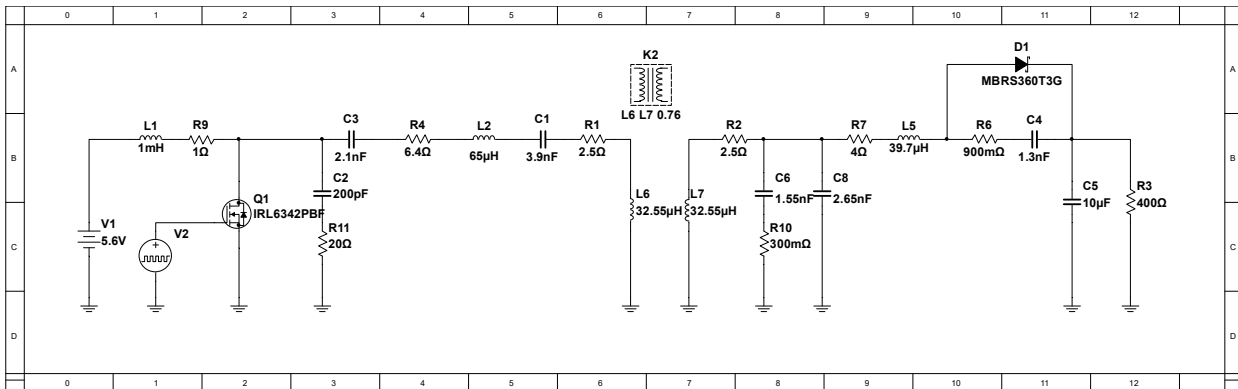 0 1 2 3 4 5 6 7 8 9 10 11 12
A A
K2
L6 L7 0.76
D1
MBRS360T3G
B B
L1
1mH
R9
1Ω
C3
2.1nF
R4
6.4Ω
L2
65µH
C1
3.9nF
R1
2.5Ω
R2
2.5Ω
R7
4Ω
L5
39.7µH
R6
900mΩ
C4
1.3nF
C2
200pF
C6
1.55nF
C8
2.65nF
Q1
IRL6342PBF
L6
32.55µH
L7
32.55µH
C5
10µF
R3
400Ω
C C
V1
5.6V
V2
R11
20Ω
R10
300mΩ
D D
0 1 2 3 4 5 6 7 8 9 10 11 12